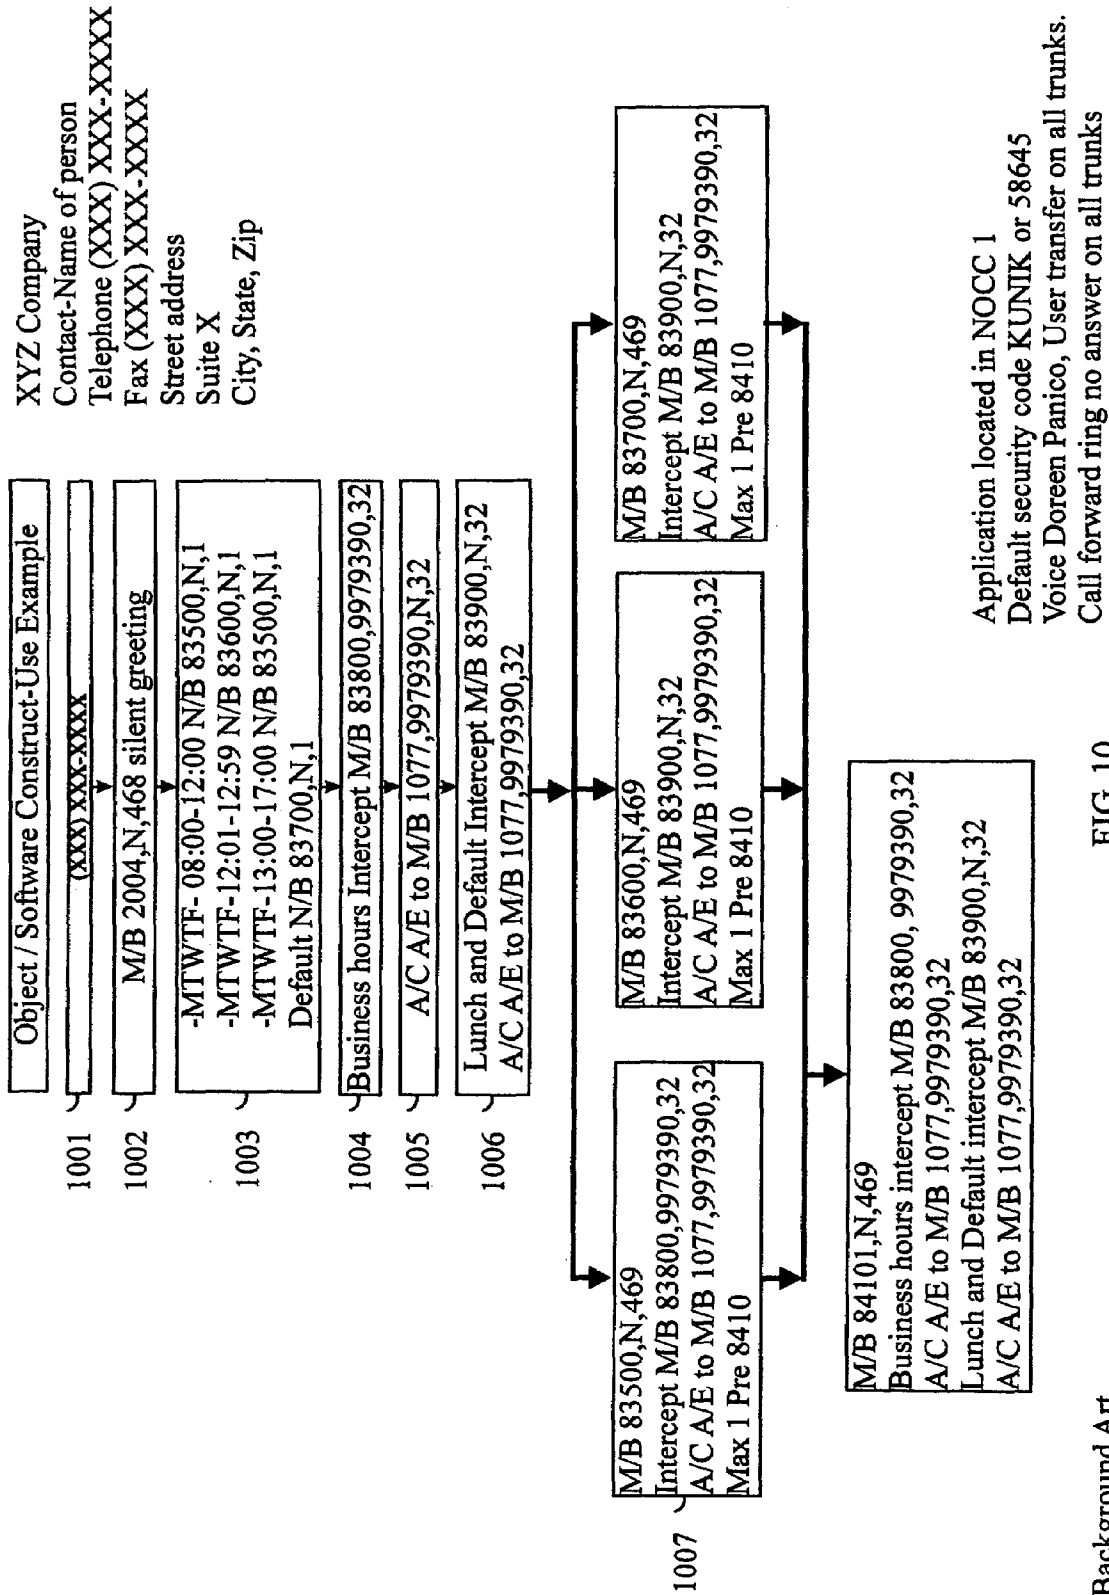 Object / Software Construct-Use Example
XYZ Company
Contact-Name of person
Telephone (XXX) XXX-XXXX
Fax (XXX) XXX-XXXX
Street address
Suite X
City, State, Zip
1001
(XXX) XXX-XXXX
1002
M/B 2004,N,468 silent greeting
1003
-MTWTF- 08:00-12:00 N/B 83500,N,1
-MTWTF-12:01-12:59 N/B 83600,N,1
-MTWTF-13:00-17:00 N/B 83500,N,1
Default N/B 83700,N,1
1004
Business hours Intercept M/B 83800,9979390,32
1005
A/C A/E to M/B 1077,9979390,N,32
1006
Lunch and Default Intercept M/B 83900,N,32
A/C A/E to M/B 1077,9979390,32
1007
M/B 83500,N,469
Intercept M/B 83800,9979390,32
A/C A/E to M/B 1077,9979390,32
Max 1 Pre 8410
M/B 83600,N,469
Intercept M/B 83900,N,32
A/C A/E to M/B 1077,9979390,32
Max 1 Pre 8410
M/B 83700,N,469
Intercept M/B 83900,N,32
A/C A/E to M/B 1077,9979390,32
Max 1 Pre 8410
M/B 84101,N,469
Business hours intercept M/B 83800, 9979390,32
A/C A/E to M/B 1077,9979390,32
Lunch and Default intercept M/B 83900,N,32
A/C A/E to M/B 1077,9979390,32
Application located in NOCC 1
Default security code KUNIK or 58645
Voice Doreen Panico, User transfer on all trunks.
Call forward ring no answer on all trunks
Background Art
FIG. 10